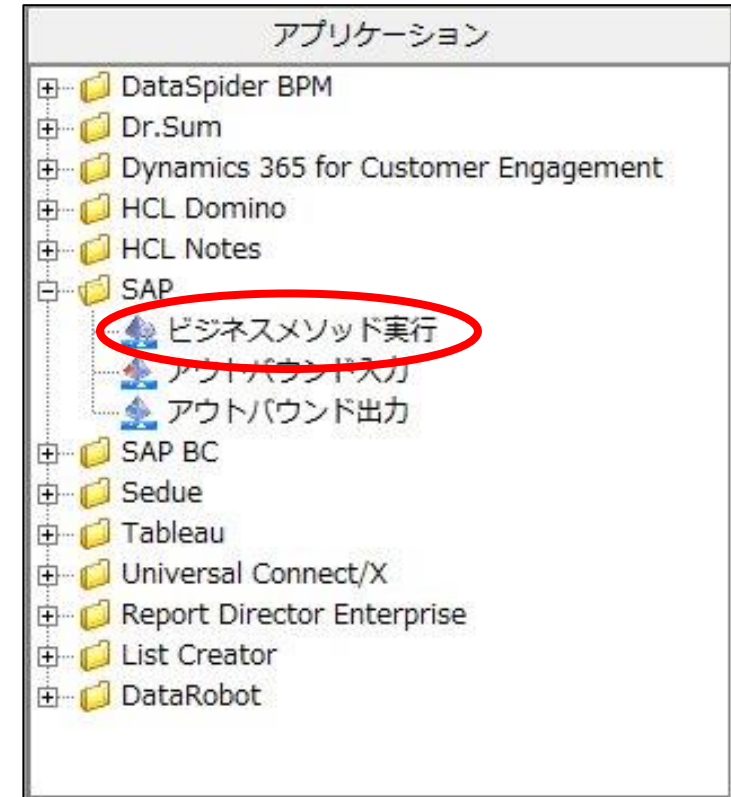 アプリケーション
DataSpider BPM
Dr.Sum
Dynamics 365 for Customer Engagement
HCL Domino
HCL Notes
SAP
ビジネスメソッド実行
アウトバウンド入力
アウトバウンド出力
SAP BC
Sedue
Tableau
Universal Connect/X
Report Director Enterprise
List Creator
DataRobot